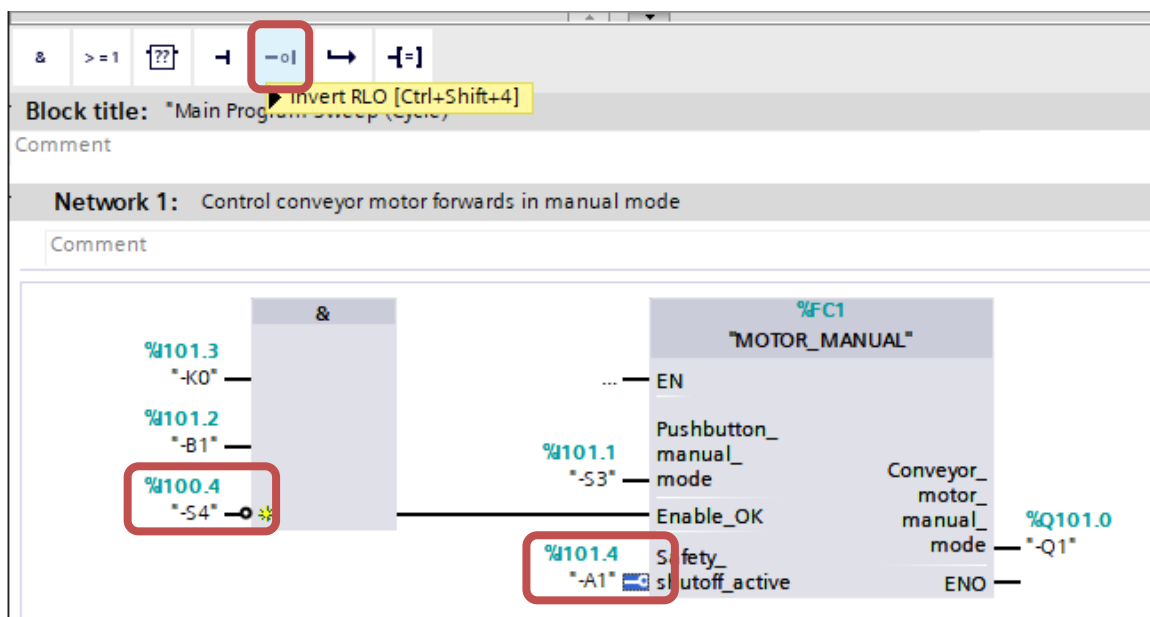 & >=1 ?? -| -o| -[=]
Invert RLO [Ctrl+Shift+4]
Block title: "Main Program Sweep (Cycle)"
Comment
Network 1: Control conveyor motor forwards in manual mode
Comment
&
%I101.3
"-K0"
%I101.2
"-B1"
%I100.4
"-S4"
%FC1
"MOTOR_MANUAL"
... EN
%I101.1
"-S3"
Pushbutton_
manual_
mode
Enable_OK
%I101.4
"-A1"
Safety_
shutoff_active
Conveyor_
motor_
manual_
mode
%Q101.0
"-Q1"
ENO